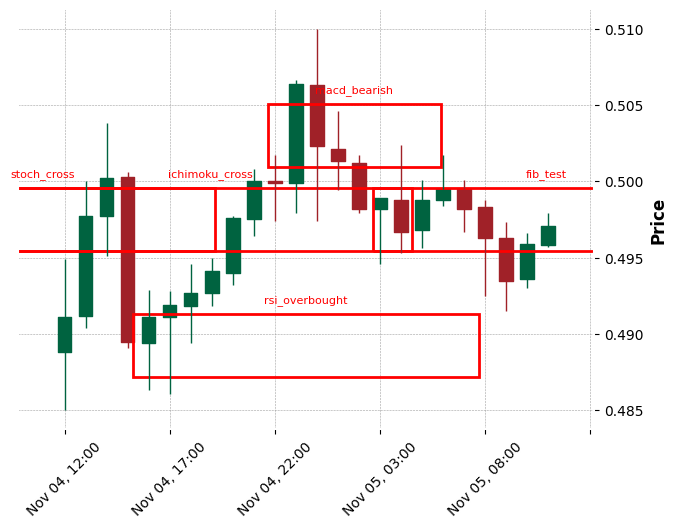 0.510
macd_bearish
0.505
stoch_cross
ichimoku_cross
fib_test
0.500
Price
0.495
rsi_overbought
0.490
0.485
Nov 04, 12:00
Nov 04, 17:00
Nov 04, 22:00
Nov 05, 03:00
Nov 05, 08:00